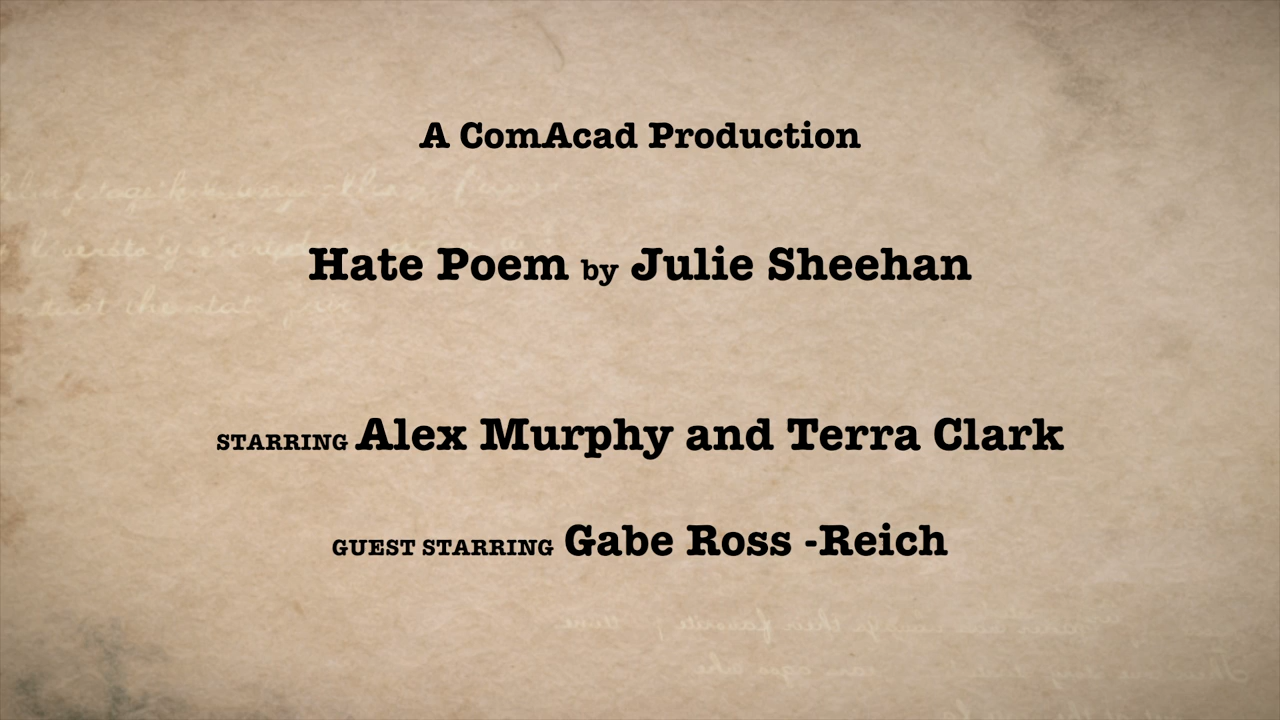 A ComAcad Production
Hate Poem by Julie Sheehan
STARRING Alex Murphy and Terra Clark
GUEST STARRING Gabe Ross -Reich